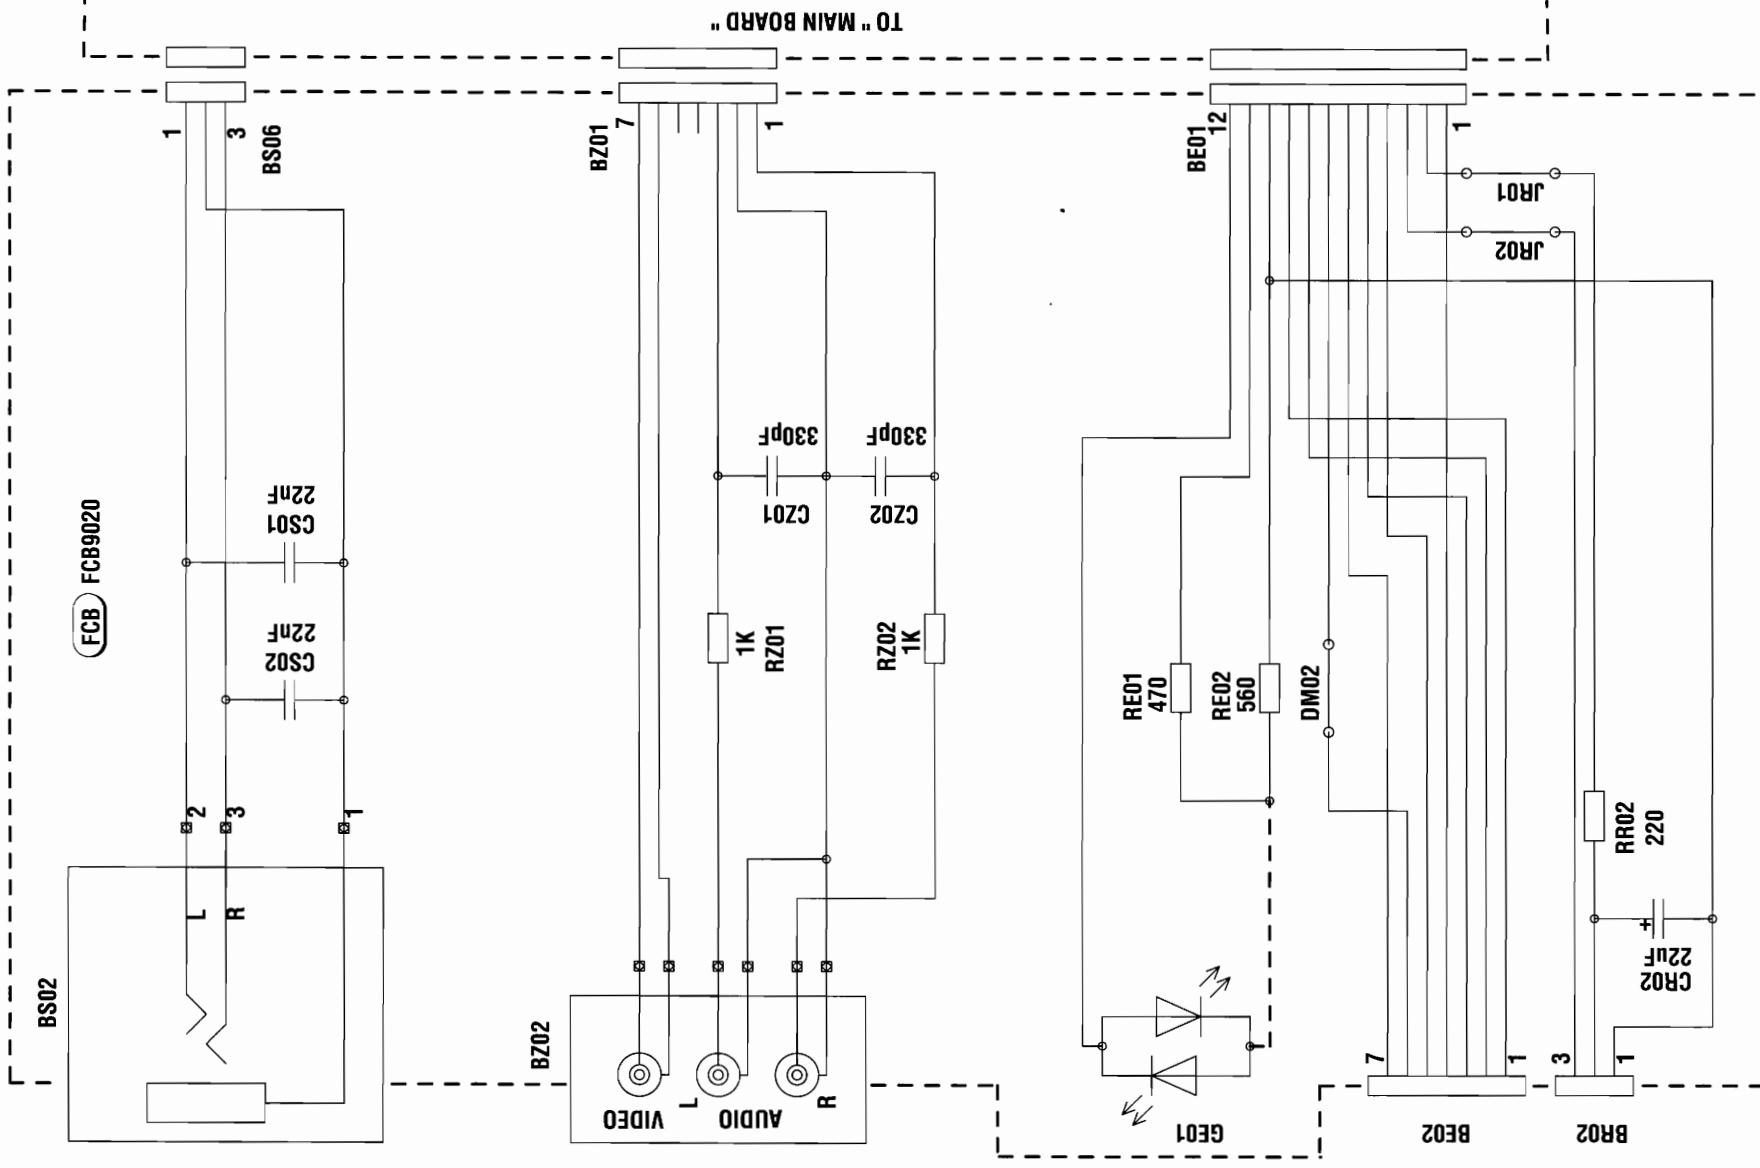 TO " MAIN BOARD "
1
3
BS06
7
BZ01
1
12
BE01
1
JR01
JR02
FCB FCB9020
22nF
CS01
22nF
CS02
330pF
CZ01
330pF
CZ02
1K
RZ01
RZ02
1K
RE01
470
RE02
560
DM02
RR02
220
+
22uF
CR02
2
3
1
L
R
BS02
BZ02
VIDEO
L
AUDIO
R
GE01
7
1
BE02
3
1
BR02